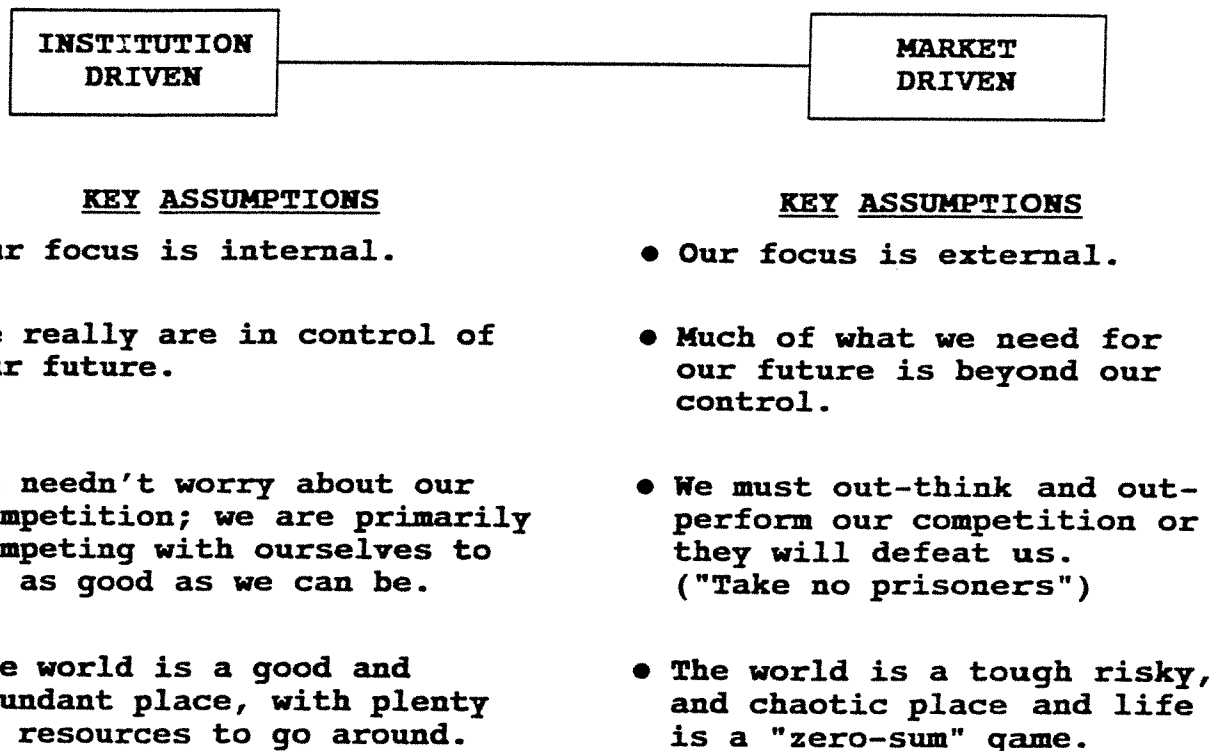 INSTITUTION
DRIVEN
MARKET
DRIVEN
KEY ASSUMPTIONS
ur focus is internal.
really are in control of
future.
needn't worry about our
mpetition; we are primarily
mpeting with ourselves to
as good as we can be.
world is a good and
undant place, with plenty
resources to go around.
KEY ASSUMPTIONS
● Our focus is external.
● Much of what we need for
our future is beyond our
control.
● We must out-think and out-
perform our competition or
they will defeat us.
("Take no prisoners")
● The world is a tough risky,
and chaotic place and life
is a "zero-sum" game.